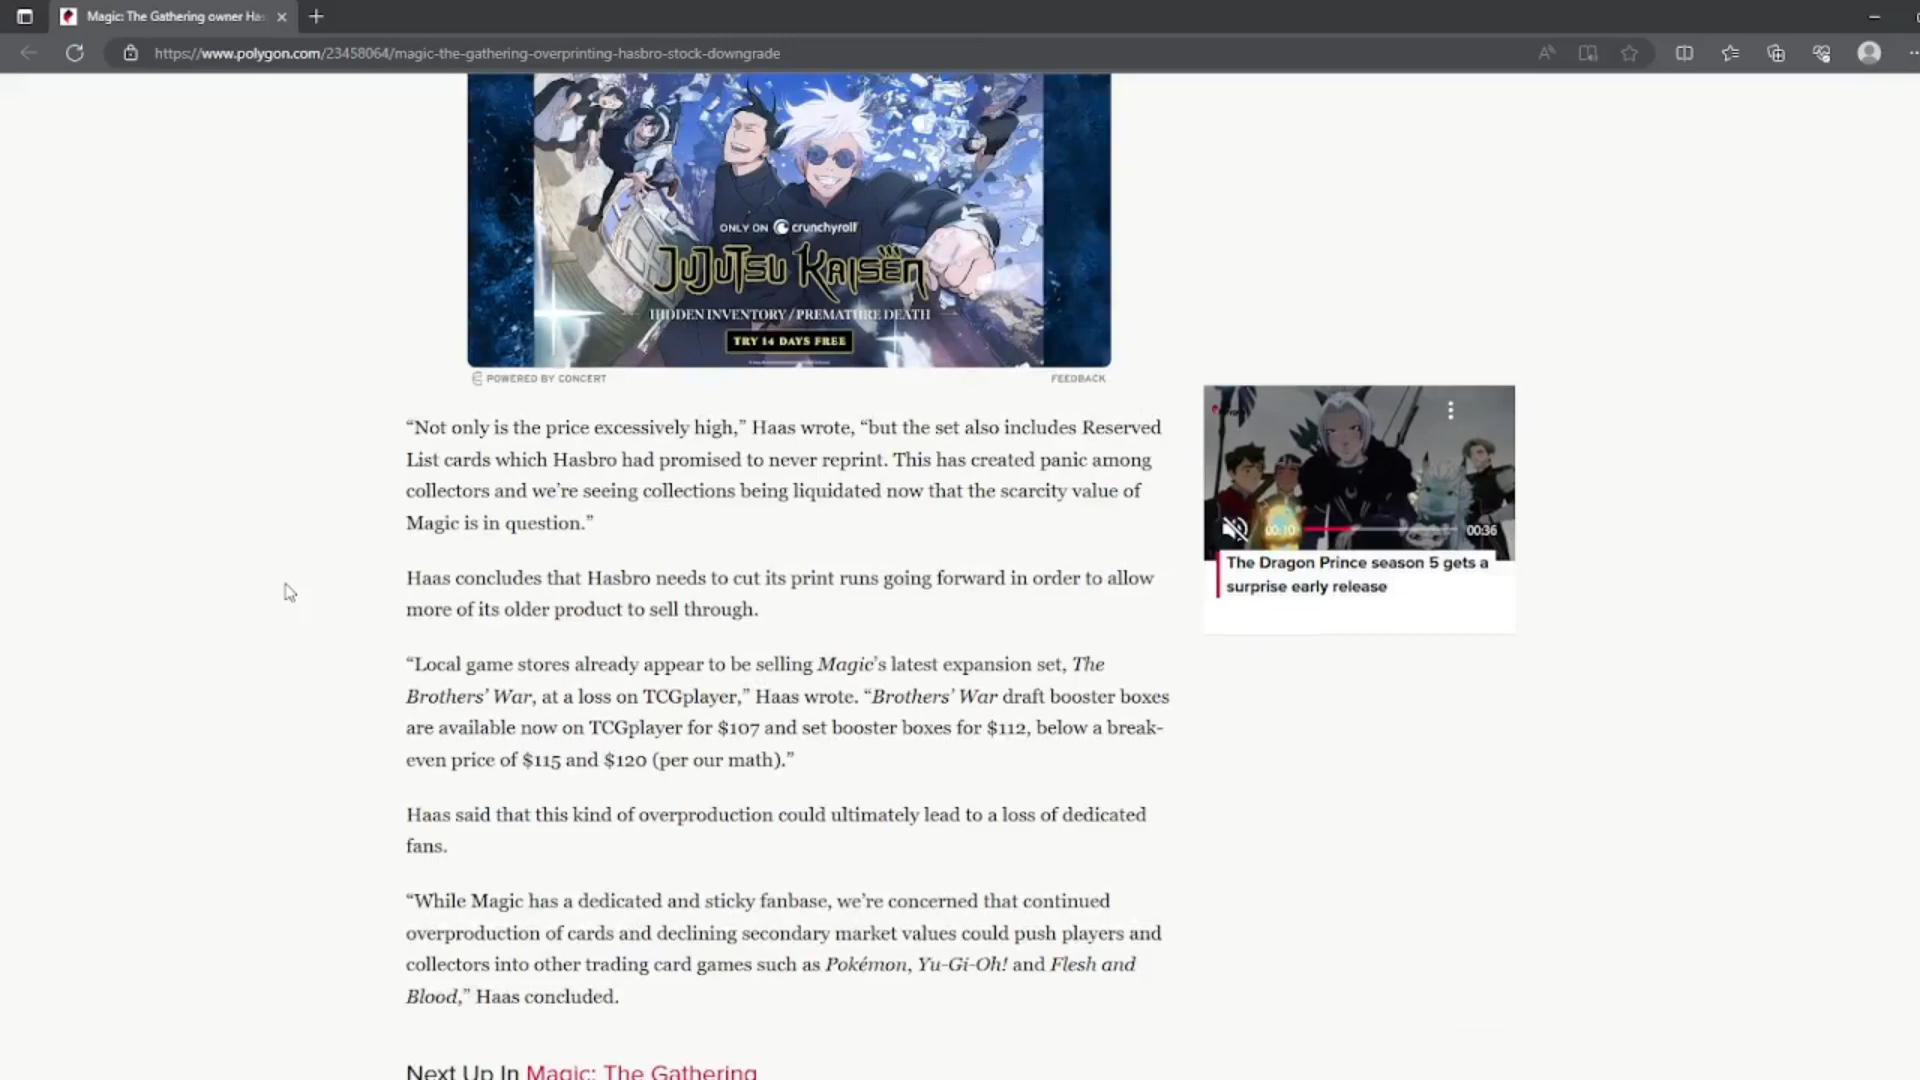 Magic: The Gathering owner Ha
https://www.polygon.com/23458064/magic-the-gathering-overprinting-hasbro-stock-downgrade
ONLY ON crunchyroll
JUJUTSU KAISEN
HIDDEN INVENTORY / PREMATURE DEATH
TRY 14 DAYS FREE
POWERED BY CONCERT
FEEDBACK
“Not only is the price excessively high,” Haas wrote, “but the set also includes Reserved
List cards which Hasbro had promised to never reprint. This has created panic among
collectors and we’re seeing collections being liquidated now that the scarcity value of
Magic is in question.”
00:10
00:36
The Dragon Prince season 5 gets a
surprise early release
Haas concludes that Hasbro needs to cut its print runs going forward in order to allow
more of its older product to sell through.
“Local game stores already appear to be selling Magic’s latest expansion set, The
Brothers’ War, at a loss on TCGplayer,” Haas wrote. “Brothers’ War draft booster boxes
are available now on TCGplayer for $107 and set booster boxes for $112, below a break-
even price of $115 and $120 (per our math).”
Haas said that this kind of overproduction could ultimately lead to a loss of dedicated
fans.
“While Magic has a dedicated and sticky fanbase, we’re concerned that continued
overproduction of cards and declining secondary market values could push players and
collectors into other trading card games such as Pokémon, Yu-Gi-Oh! and Flesh and
Blood,” Haas concluded.
Next Up In Magic: The Gathering